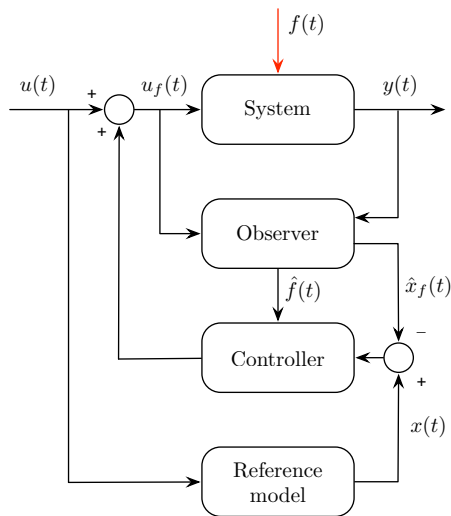 f(t)
u(t)
+
+
u_f(t)
System
y(t)
Observer
f̂(t)
x̂_f(t)
−
Controller
+
x(t)
Reference
model